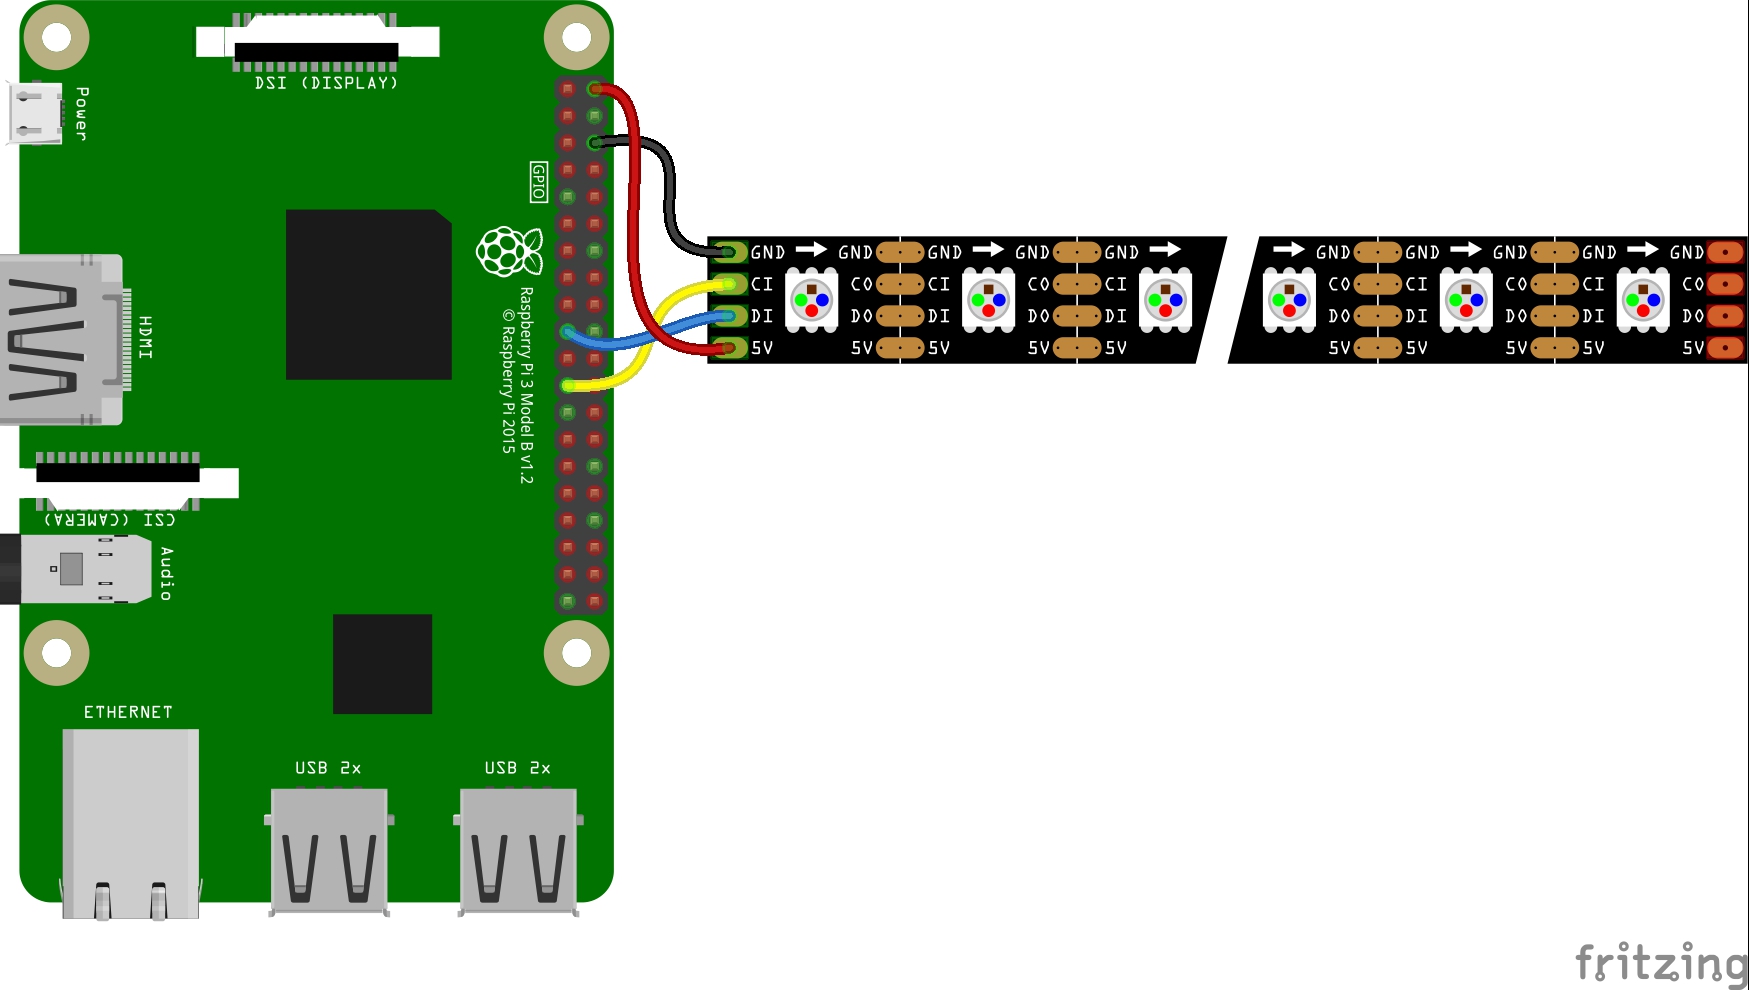 DSI (DISPLAY)
Power
GPIO
HDMI
Raspberry Pi 3 Model B v1.2
© Raspberry Pi 2015
CSI (CAMERA)
Audio
ETHERNET
USB 2x
USB 2x
GND GND GND GND GND GND GND GND GND GND
CI CO CI CO CI CO CI CO CI CO
DI DO DI DO DI DO DI DO DI DO
5V 5V 5V 5V 5V 5V 5V 5V 5V 5V
fritzing